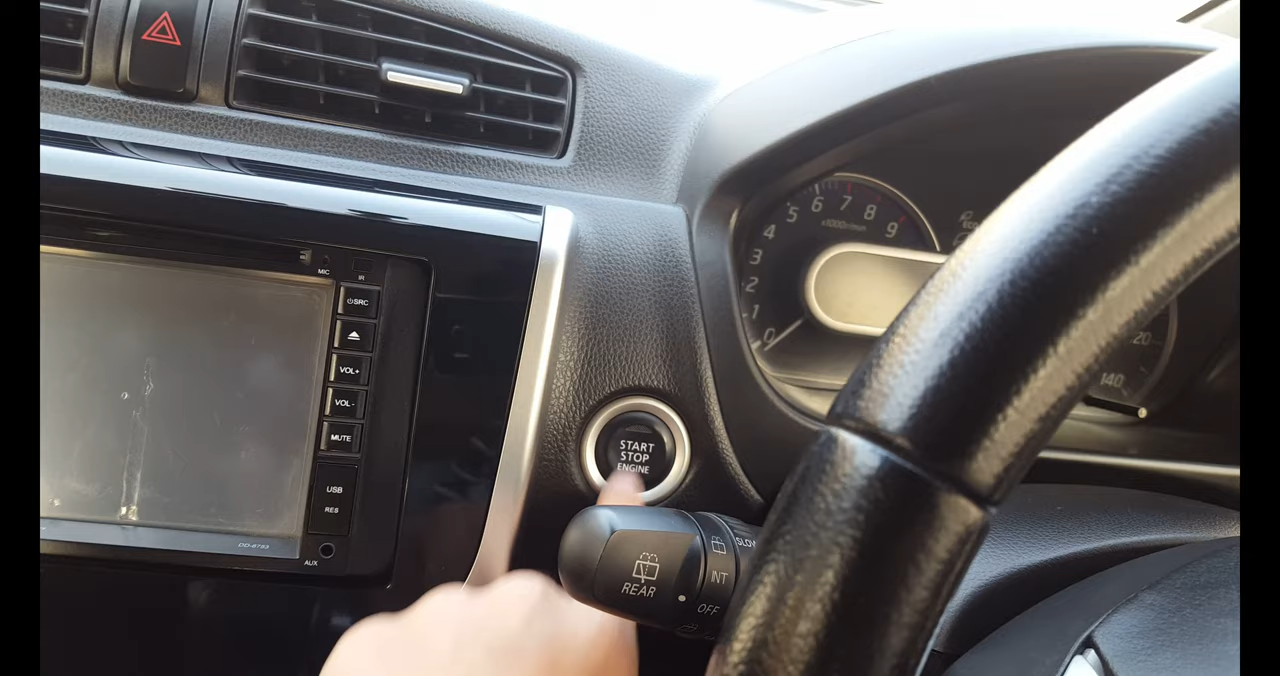 MIC
IR
SRC
VOL+
VOL-
MUTE
USB
RES
AUX
START
STOP
ENGINE
REAR
SLOW
INT
OFF
0
1
2
3
4
5
6
7
8
9
x1000r/min
ECO
20
140